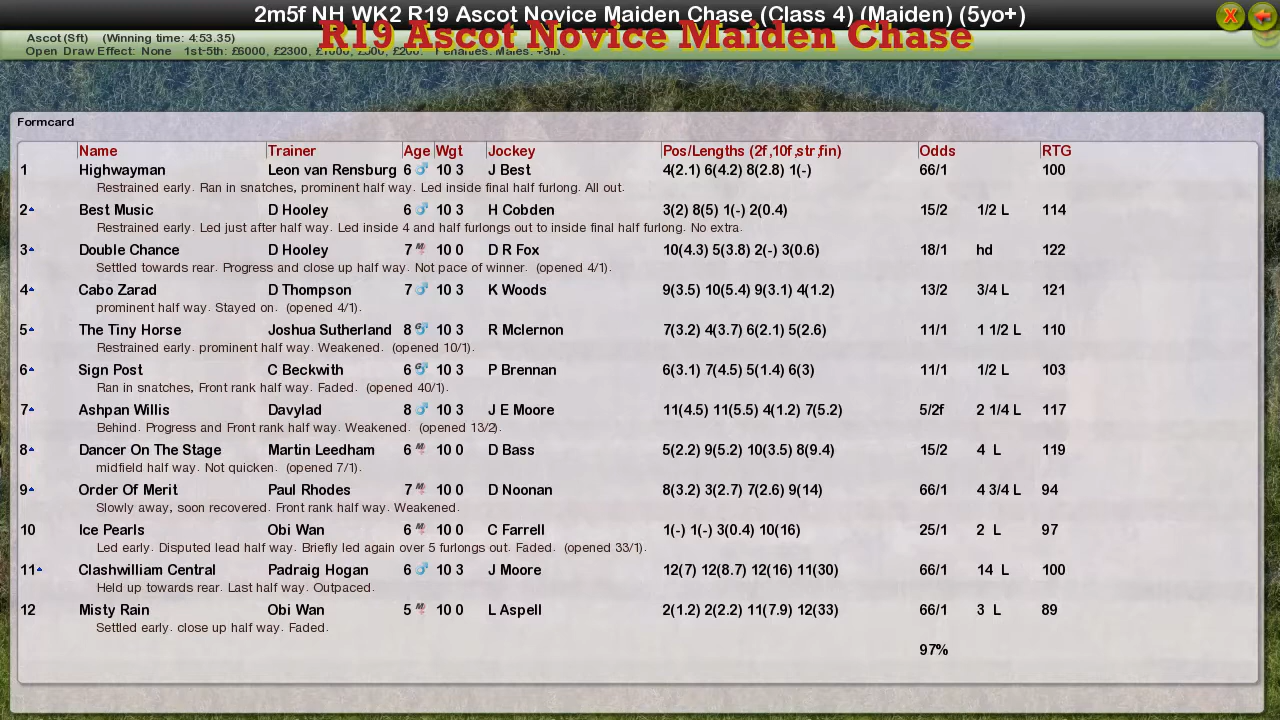 2m5f NH WK2 R19 Ascot Novice Maiden Chase (Class 4) (Maiden) (5yo+)
R19 Ascot Novice Maiden Chase
Ascot(Sft) (Winning time: 4:53.35)
Open Draw Effect: None 1st-5th: £6000, £2300, £1000, £500, £200. Penalties: Males: +3lb.
Formcard
Name Trainer Age Wgt Jockey Pos/Lengths (2f,10f,str,fin) Odds RTG
1 Highwayman Leon van Rensburg 6 10 3 J Best 4(2.1) 6(4.2) 8(2.8) 1(-) 66/1 100
Restrained early. Ran in snatches, prominent half way. Led inside final half furlong. All out.
2 Best Music D Hooley 6 10 3 H Cobden 3(2) 8(5) 1(-) 2(0.4) 15/2 1/2 L 114
Restrained early. Led just after half way. Led inside 4 and half furlongs out to inside final half furlong. No extra.
3 Double Chance D Hooley 7 10 0 D R Fox 10(4.3) 5(3.8) 2(-) 3(0.6) 18/1 hd 122
Settled towards rear. Progress and close up half way. Not pace of winner. (opened 4/1).
4 Cabo Zarad D Thompson 7 10 3 K Woods 9(3.5) 10(5.4) 9(3.1) 4(1.2) 13/2 3/4 L 121
prominent half way. Stayed on. (opened 4/1).
5 The Tiny Horse Joshua Sutherland 8 10 3 R Mclernon 7(3.2) 4(3.7) 6(2.1) 5(2.6) 11/1 1 1/2 L 110
Restrained early. prominent half way. Weakened. (opened 10/1).
6 Sign Post C Beckwith 6 10 3 P Brennan 6(3.1) 7(4.5) 5(1.4) 6(3) 11/1 1/2 L 103
Ran in snatches, Front rank half way. Faded. (opened 40/1).
7 Ashpan Willis Davylad 8 10 3 J E Moore 11(4.5) 11(5.5) 4(1.2) 7(5.2) 5/2f 2 1/4 L 117
Behind. Progress and Front rank half way. Weakened. (opened 13/2).
8 Dancer On The Stage Martin Leedham 6 10 0 D Bass 5(2.2) 9(5.2) 10(3.5) 8(9.4) 15/2 4 L 119
midfield half way. Not quicken. (opened 7/1).
9 Order Of Merit Paul Rhodes 7 10 0 D Noonan 8(3.2) 3(2.7) 7(2.6) 9(14) 66/1 4 3/4 L 94
Slowly away, soon recovered. Front rank half way. Weakened.
10 Ice Pearls Obi Wan 6 10 0 C Farrell 1(-) 1(-) 3(0.4) 10(16) 25/1 2 L 97
Led early. Disputed lead half way. Briefly led again over 5 furlongs out. Faded. (opened 33/1).
11 Clashwilliam Central Padraig Hogan 6 10 3 J Moore 12(7) 12(8.7) 12(16) 11(30) 66/1 14 L 100
Held up towards rear. Last half way. Outpaced.
12 Misty Rain Obi Wan 5 10 0 L Aspell 2(1.2) 2(2.2) 11(7.9) 12(33) 66/1 3 L 89
Settled early. close up half way. Faded.
97%